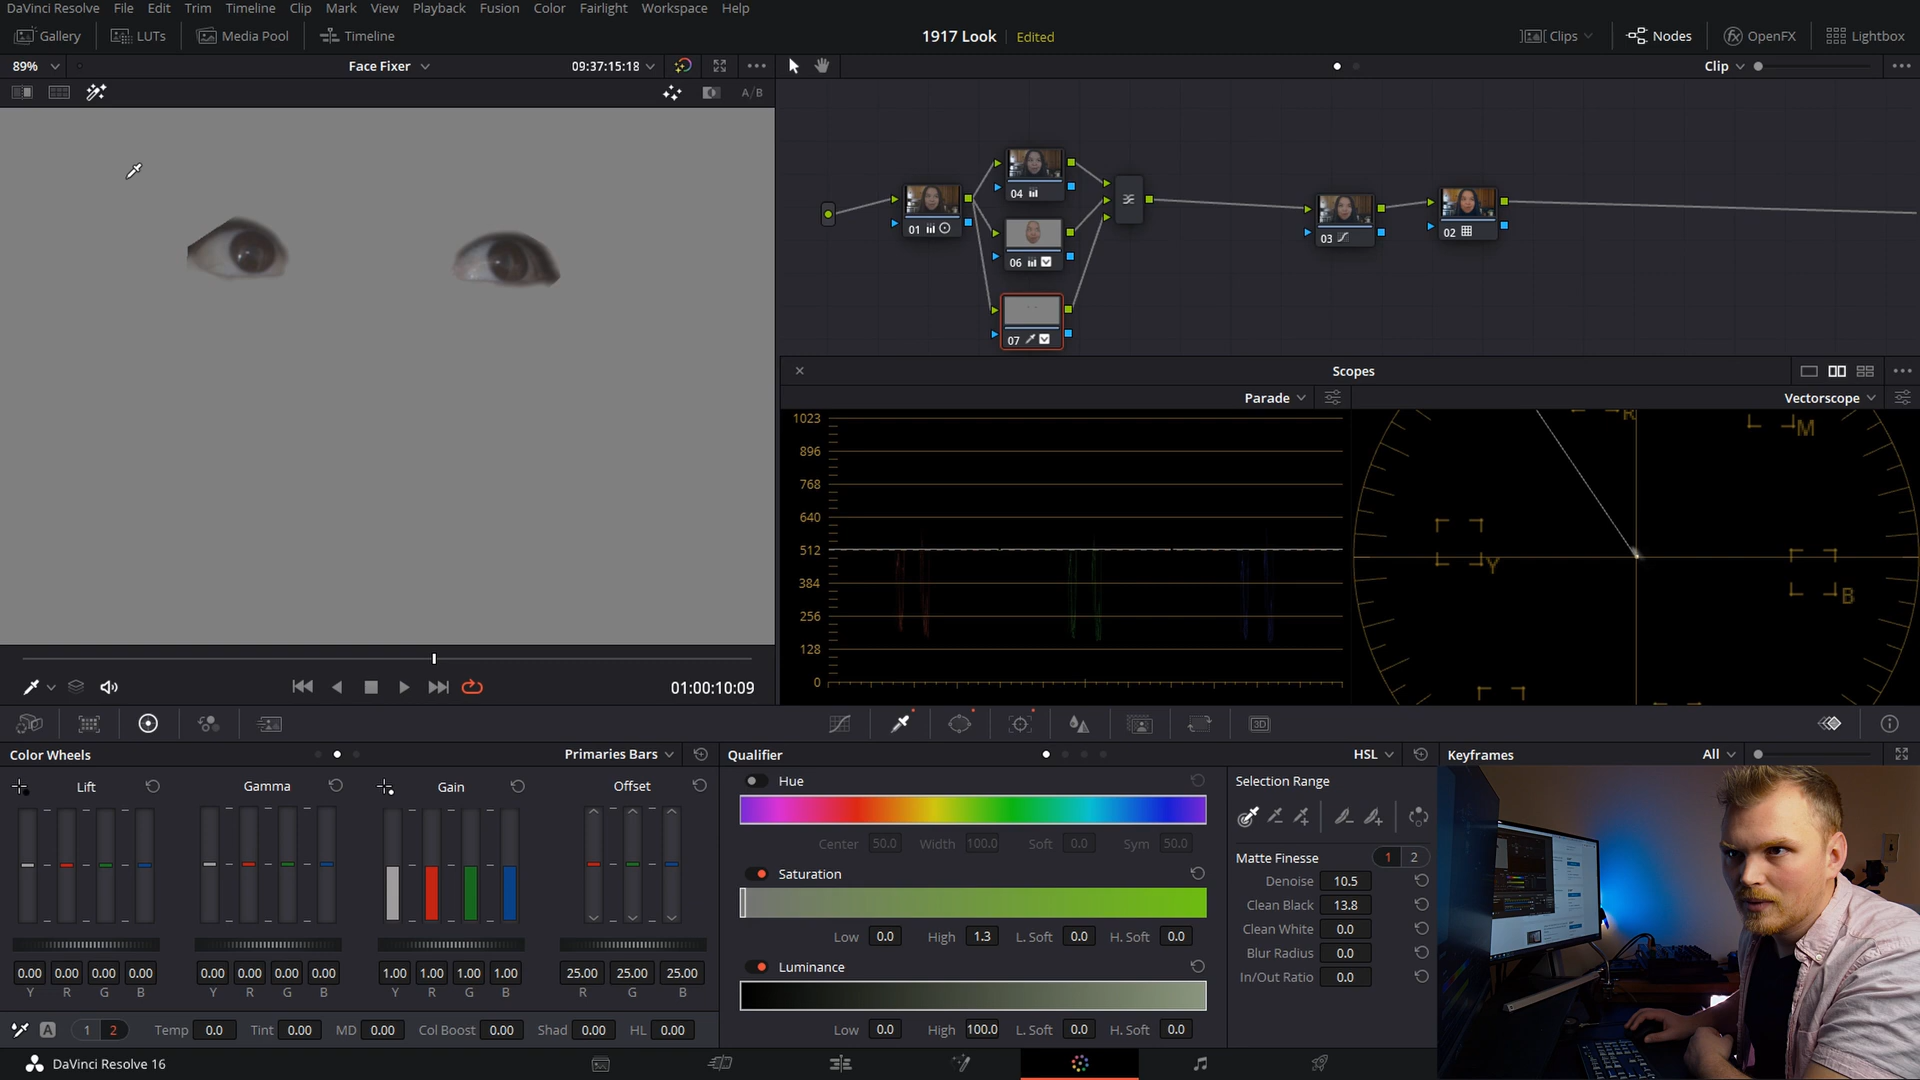 DaVinci Resolve File Edit Trim Timeline Clip Mark View Playback Fusion Color Fairlight Workspace Help
Gallery LUTs Media Pool Timeline 1917 Look Edited Clips Nodes OpenFX Lightbox
89% Face Fixer 09:37:15:18 Clip
A/B
04
01
06
07
03
02
Scopes
Parade Vectorscope
1023
896
768
640
512
384
256
128
0
R
M
Y
B
01:00:10:09
3D
Color Wheels Primaries Bars Qualifier HSL Keyframes All
Lift Gamma Gain Offset
0.00 0.00 0.00 0.00 0.00 0.00 0.00 0.00 1.00 1.00 1.00 1.00 25.00 25.00 25.00
Y R G B Y R G B Y R G B R G B
A 1 2 Temp 0.0 Tint 0.00 MD 0.00 Col Boost 0.00 Shad 0.00 HL 0.00
Hue
Center 50.0 Width 100.0 Soft 0.0 Sym 50.0
Saturation
Low 0.0 High 1.3 L. Soft 0.0 H. Soft 0.0
Luminance
Low 0.0 High 100.0 L. Soft 0.0 H. Soft 0.0
Selection Range
Matte Finesse 1 2
Denoise 10.5
Clean Black 13.8
Clean White 0.0
Blur Radius 0.0
In/Out Ratio 0.0
DaVinci Resolve 16